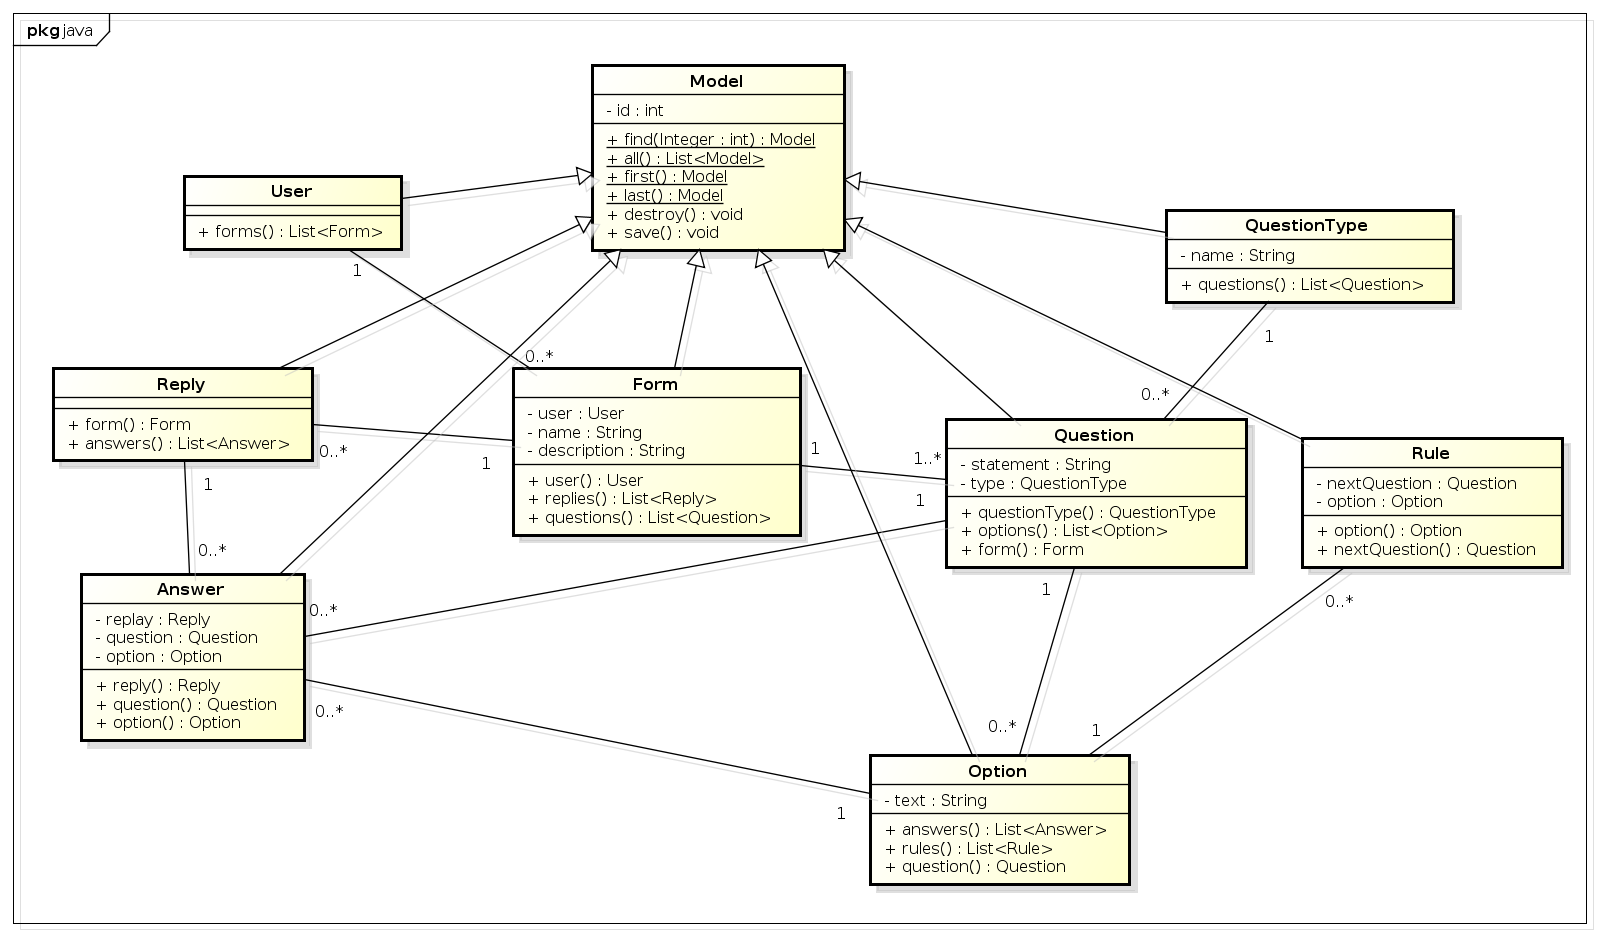 pkg java
Model
- id : int
+ find(Integer : int) : Model
+ all() : List<Model>
+ first() : Model
+ last() : Model
+ destroy() : void
+ save() : void
User
+ forms() : List<Form>
1
QuestionType
- name : String
+ questions() : List<Question>
1
0..*
Reply
+ form() : Form
+ answers() : List<Answer>
0..*
1
0..*
Form
- user : User
- name : String
- description : String
+ user() : User
+ replies() : List<Reply>
+ questions() : List<Question>
0..*
1
1
1..*
1
Question
- statement : String
- type : QuestionType
+ questionType() : QuestionType
+ options() : List<Option>
+ form() : Form
1
Rule
- nextQuestion : Question
- option : Option
+ option() : Option
+ nextQuestion() : Question
0..*
Answer
- replay : Reply
- question : Question
- option : Option
+ reply() : Reply
+ question() : Question
+ option() : Option
0..*
0..*
0..*
1
1
Option
- text : String
+ answers() : List<Answer>
+ rules() : List<Rule>
+ question() : Question